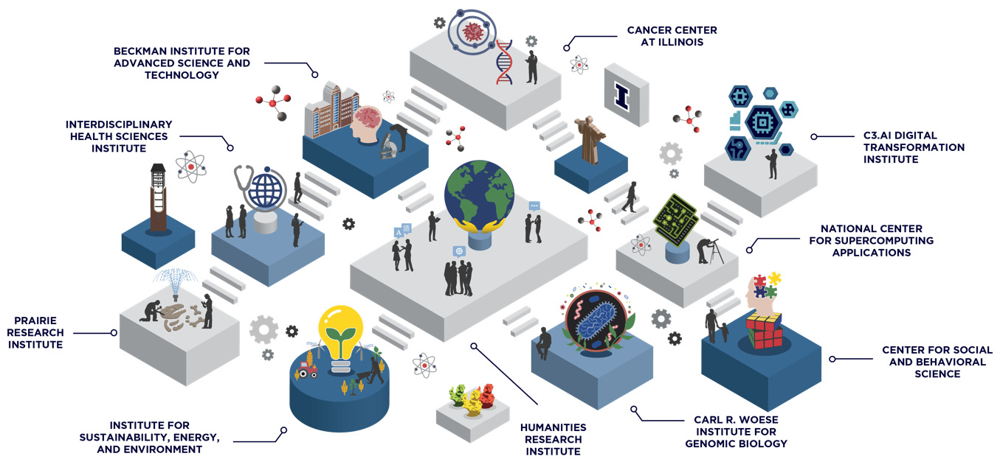 CANCER CENTER
AT ILLINOIS
BECKMAN INSTITUTE FOR
ADVANCED SCIENCE AND
TECHNOLOGY
I
INTERDISCIPLINARY
HEALTH SCIENCES
INSTITUTE
C3.AI DIGITAL
TRANSFORMATION
INSTITUTE
A
NATIONAL CENTER
FOR SUPERCOMPUTING
APPLICATIONS
PRAIRIE
RESEARCH
INSTITUTE
CENTER FOR SOCIAL
AND BEHAVIORAL
SCIENCE
INSTITUTE FOR
SUSTAINABILITY, ENERGY,
AND ENVIRONMENT
HUMANITIES
RESEARCH
INSTITUTE
CARL R. WOESE
INSTITUTE FOR
GENOMIC BIOLOGY